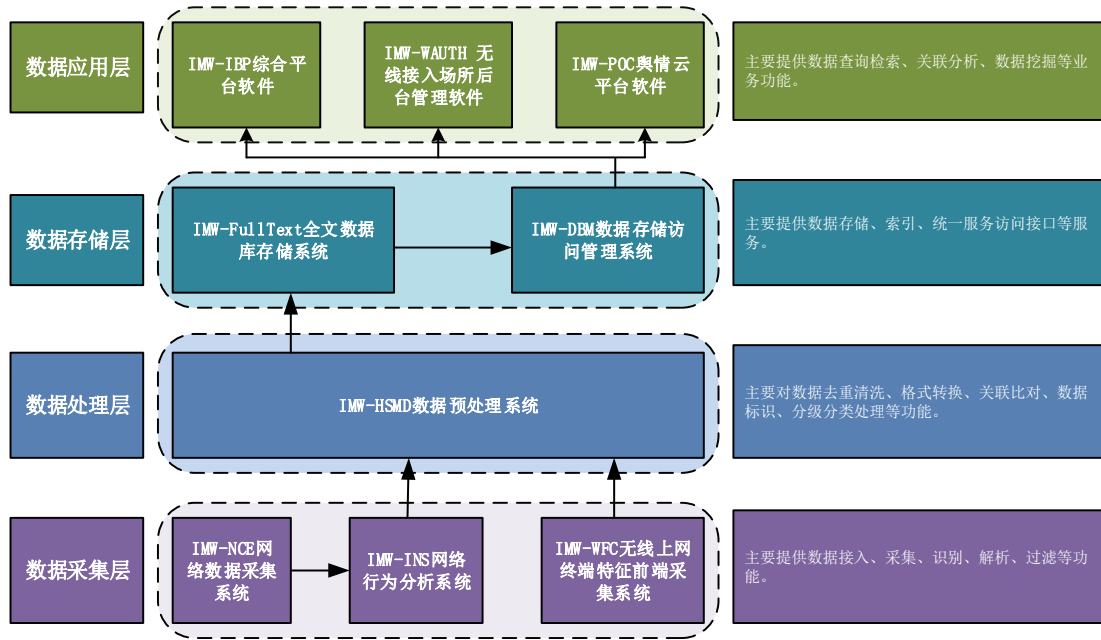 数据应用层
IMW-IBP综合平
台软件
IMW-WAUTH 无
线接入场所后
台管理软件
IMW-POC舆情云
平台软件
主要提供数据查询检索、关联分析、数据挖掘等业
务功能。
数据存储层
IMW-FullText全文数据
库存储系统
IMW-DBM数据存储访
问管理系统
主要提供数据存储、索引、统一服务访问接口等服
务。
数据处理层
IMW-HSMD数据预处理系统
主要对数据去重清洗、格式转换、关联比对、数据
标识、分级分类处理等功能。
数据采集层
IMW-NCE网
络数据采集
系统
IMW-INS网络
行为分析系统
IMW-WFC无线上网
终端特征前端采
集系统
主要提供数据接入、采集、识别、解析、过滤等功
能。